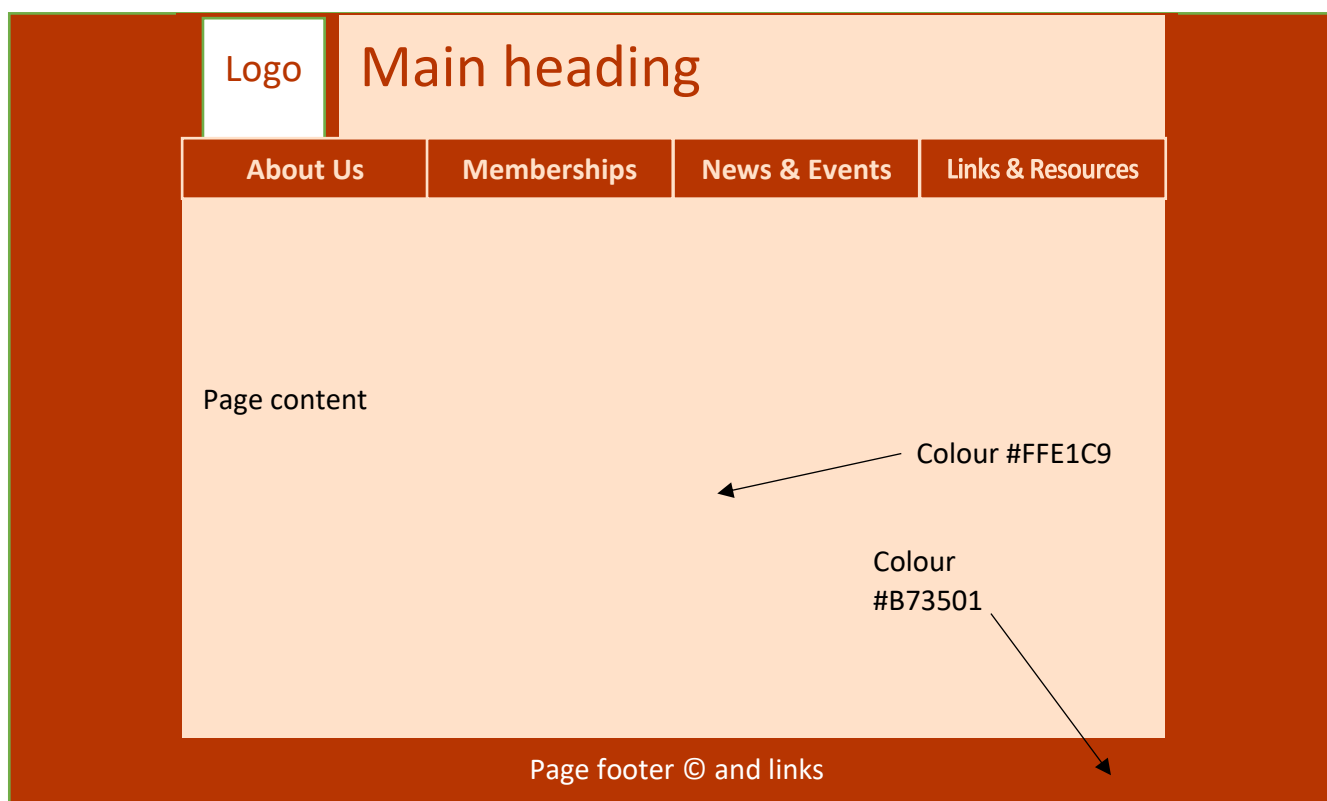 Logo
Main heading
About Us
Memberships
News & Events
Links & Resources
Page content
Colour #FFE1C9
Colour
#B73501
Page footer © and links